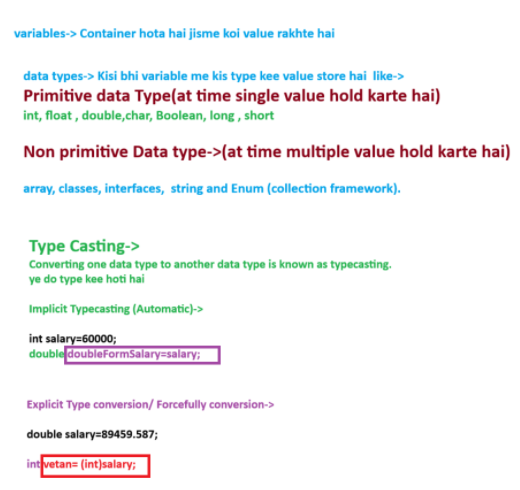 variables-> Container hota hai jisme koi value rakhte hai
data types-> Kisi bhi variable me kis type kee value store hai like->
Primitive data Type(at time single value hold karte hai)
int, float , double,char, Boolean, long , short
Non primitive Data type->(at time multiple value hold karte hai)
array, classes, interfaces, string and Enum (collection framework).
Type Casting->
Converting one data type to another data type is known as typecasting.
ye do type kee hoti hai
Implicit Typecasting (Automatic)->
int salary=60000;
double doubleFormSalary=salary;
Explicit Type conversion/ Forcefully conversion->
double salary=89459.587;
int vetan= (int)salary;